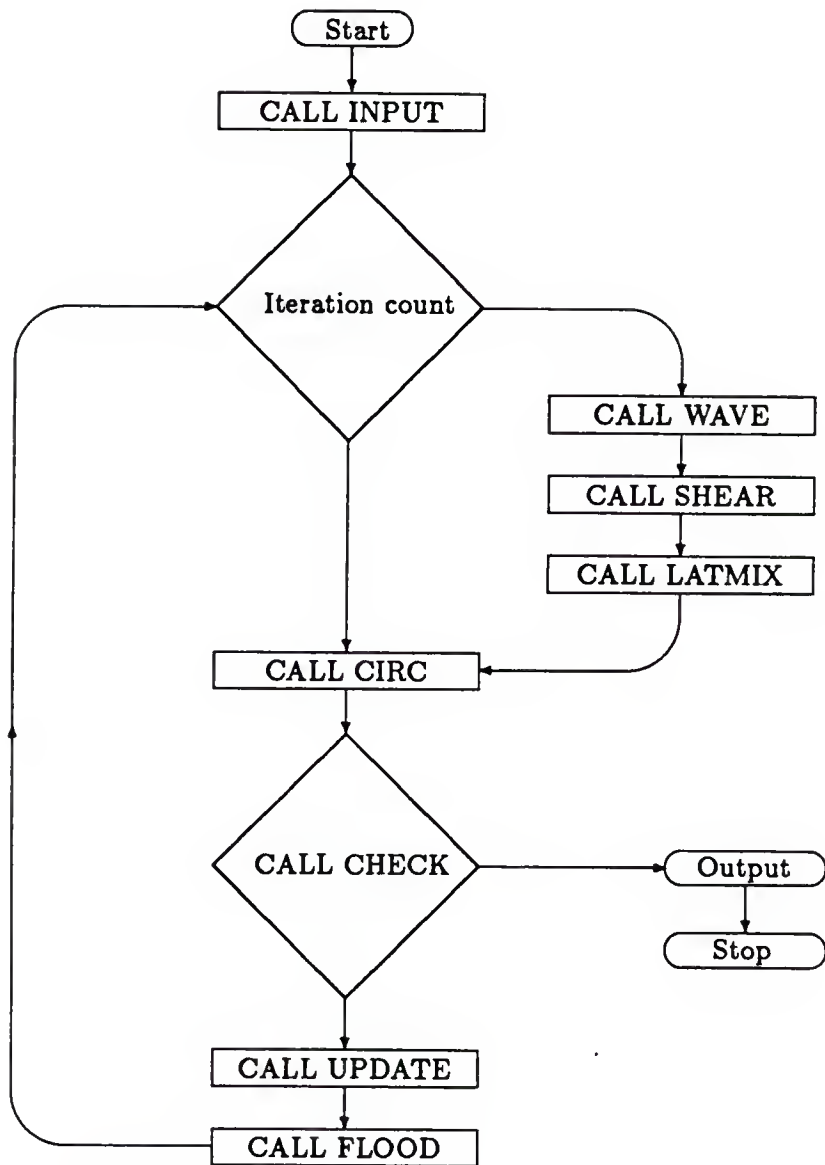 Start
CALL INPUT
Iteration count
CALL WAVE
CALL SHEAR
CALL LATMIX
CALL CIRC
CALL CHECK
Output
Stop
CALL UPDATE
CALL FLOOD